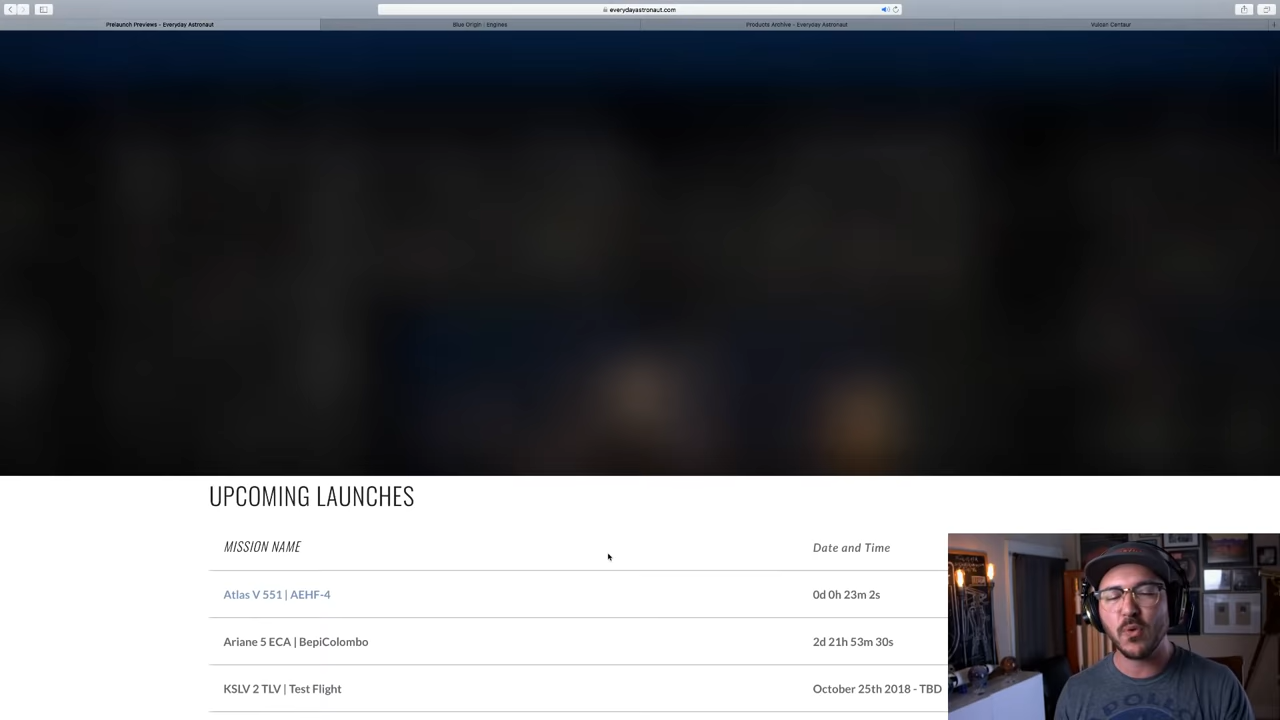 everydayastronaut.com
Prelaunch Previews - Everyday Astronaut
Blue Origin | Engines
Products Archive - Everyday Astronaut
Vulcan Centaur
UPCOMING LAUNCHES
MISSION NAME
Date and Time
Atlas V 551 | AEHF-4
0d 0h 23m 2s
Ariane 5 ECA | BepiColombo
2d 21h 53m 30s
KSLV 2 TLV | Test Flight
October 25th 2018 - TBD